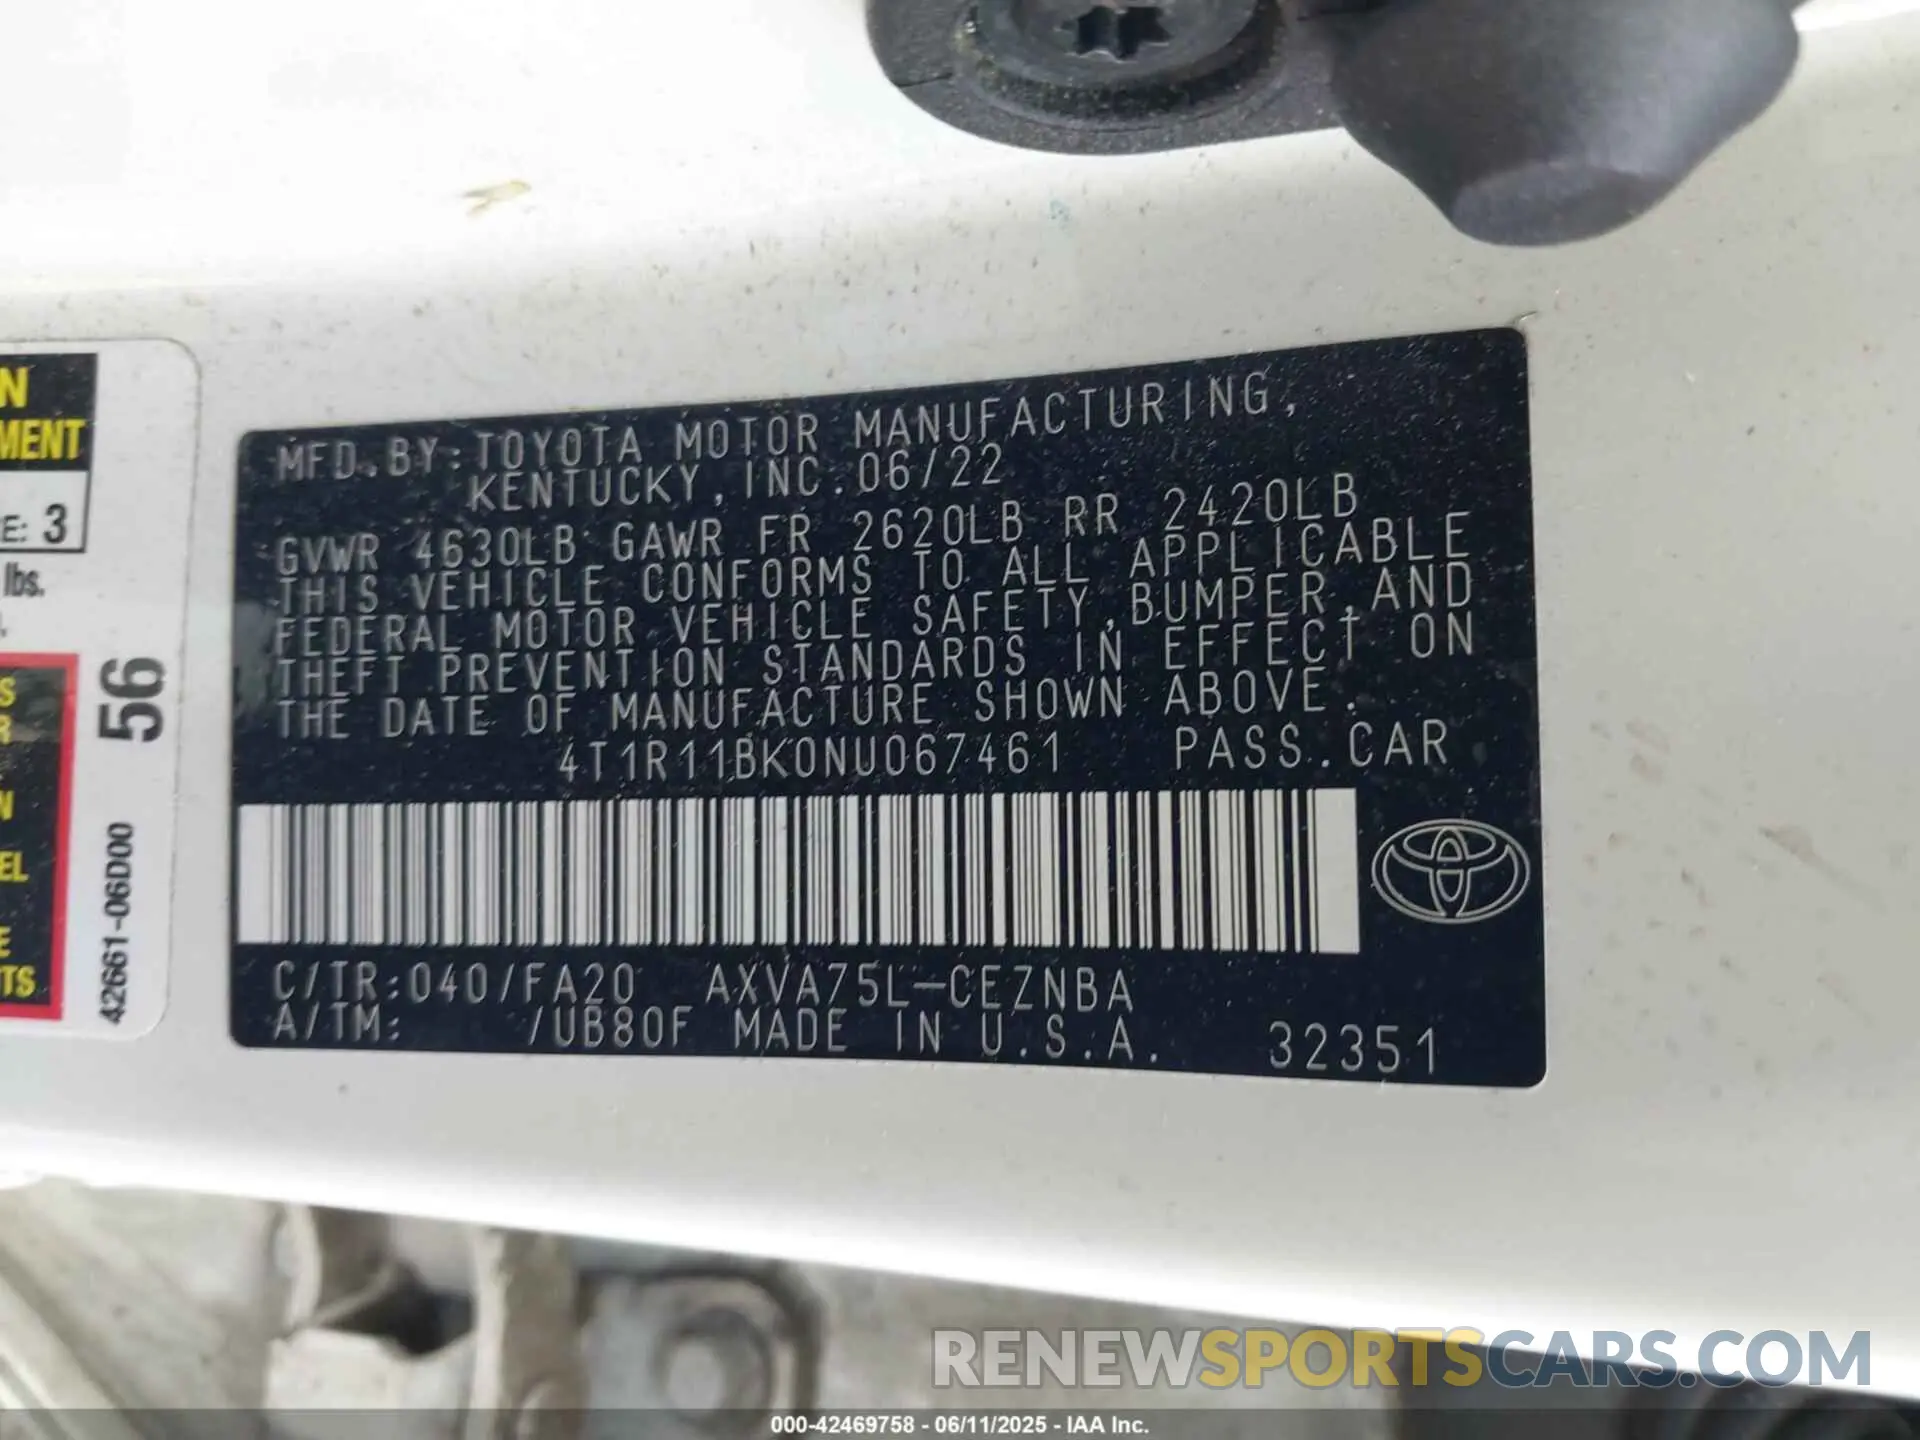 MFD.BY:TOYOTA MOTOR MANUFACTURING,
KENTUCKY,INC.06/22
GVWR 4630LB GAWR FR 2620LB RR 2420LB
THIS VEHICLE CONFORMS TO ALL APPLICABLE
FEDERAL MOTOR VEHICLE SAFETY,BUMPER,AND
THEFT PREVENTION STANDARDS IN EFFECT ON
THE DATE OF MANUFACTURE SHOWN ABOVE.
4T1R11BK0NU067461 PASS.CAR
C/TR:040/FA20 AXVA75L-CEZNBA
A/TM: /UB80F MADE IN U.S.A. 32351
N
MENT
E: 3
lbs.
S
R
N
EL
E
TS
56
42661-06D00
RENEWSPORTSCARS.COM
000-42469758 - 06/11/2025 - IAA Inc.